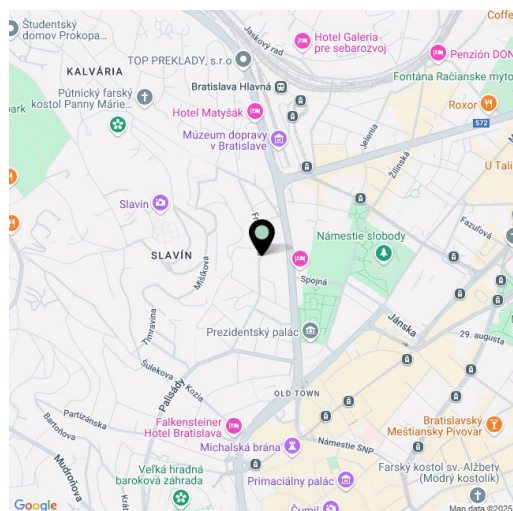 Študentský
domov Prokopa...
Coffe
Jaskový rad
Hotel Galeria
pre sebarozvoj
TOP PREKLADY, s.r.o
Penzión DON
KALVÁRIA
Fontána Račianske mýto
Bratislava Hlavná
Pútnický farský
kostol Panny Márie...
park
Roxor
Hotel Matyšák
572
Múzeum dopravy
v Bratislave
Jelenia
Žilinská
U Tali
Slavín
Fazuľová
Námestie slobody
SLAVÍN
Mišíkova
Spojná
Jánska
Timravina
Prezidentský palác
29. augusta
Šulekova
Kozia
Palisády
OLD TOWN
Partizánska
Bartoňova
Falkensteiner
Hotel Bratislava
Bratislavský
Meštiansky Pivovar
Michalská brána
Námestie SNP
Mudroňova
Veľká hradná
baroková záhrada
Farský kostol sv. Alžbety
(Modrý kostolík)
Primaciálny palác
Čumil
Google
Map data ©2025